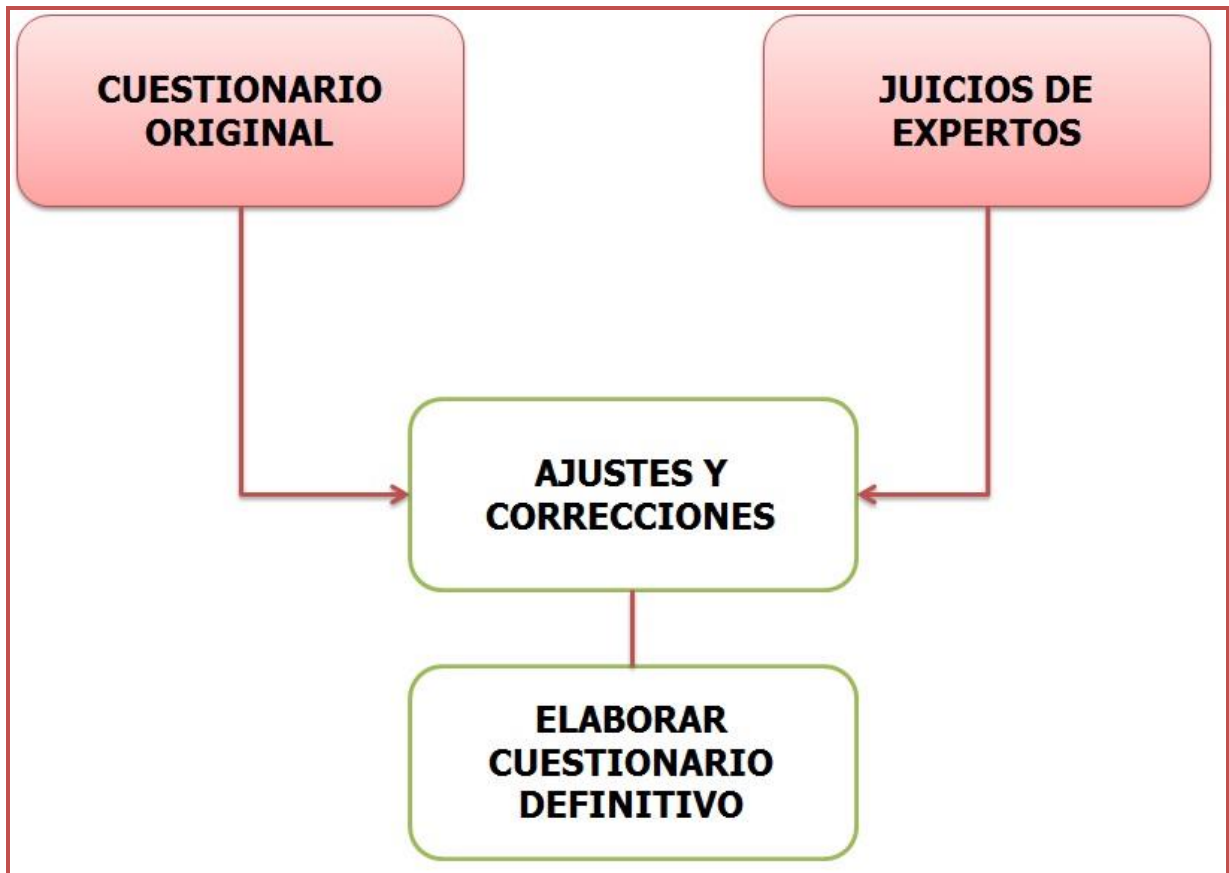 CUESTIONARIO
ORIGINAL
JUICIOS DE
EXPERTOS
AJUSTES Y
CORRECCIONES
ELABORAR
CUESTIONARIO
DEFINITIVO